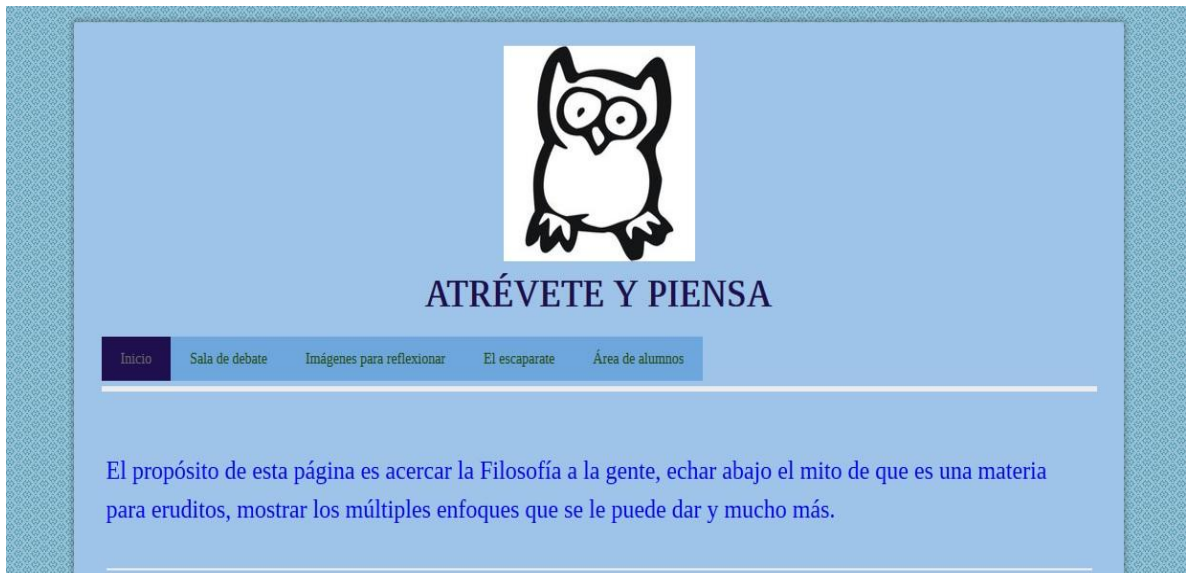 ATRÉVETE Y PIENSA
Inicio Sala de debate Imágenes para reflexionar El escaparate Área de alumnos
El propósito de esta página es acercar la Filosofía a la gente, echar abajo el mito de que es una materia
para eruditos, mostrar los múltiples enfoques que se le puede dar y mucho más.